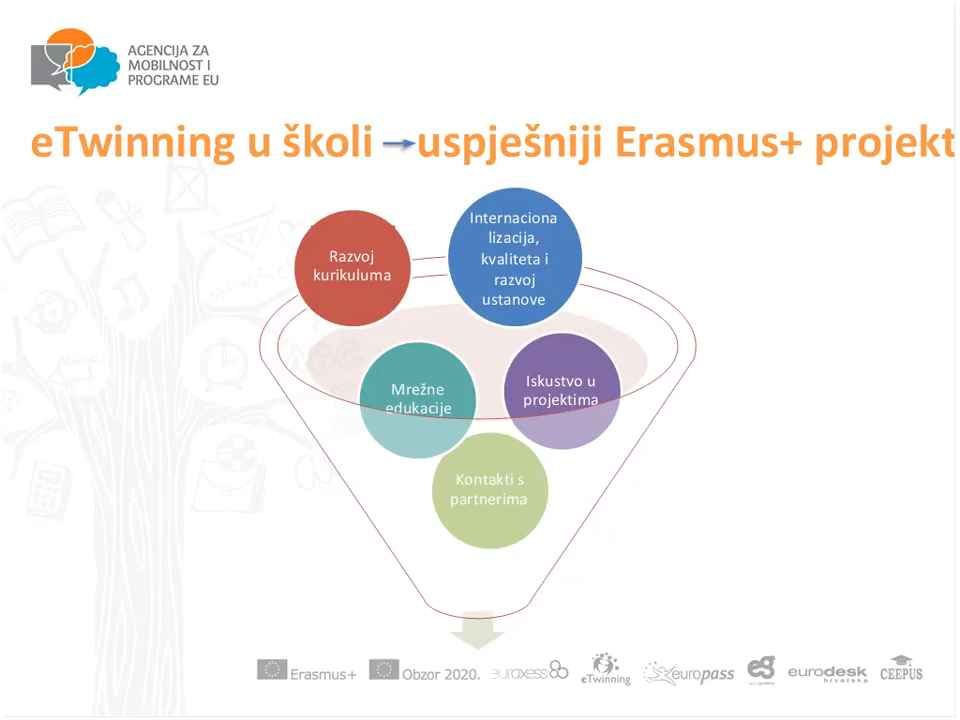 AGENCIJA ZA
MOBILNOST I
PROGRAME EU
eTwinning u školi uspješniji Erasmus+ projekt
Internaciona
lizacija,
kvaliteta i
razvoj
ustanove
Razvoj
kurikuluma
Mrežne
edukacije
Iskustvo u
projektima
Kontakti s
partnerima
Erasmus+
Obzor 2020.
euraxess
eTwinning
europass
eurodesk
hrvatska
CEEPUS